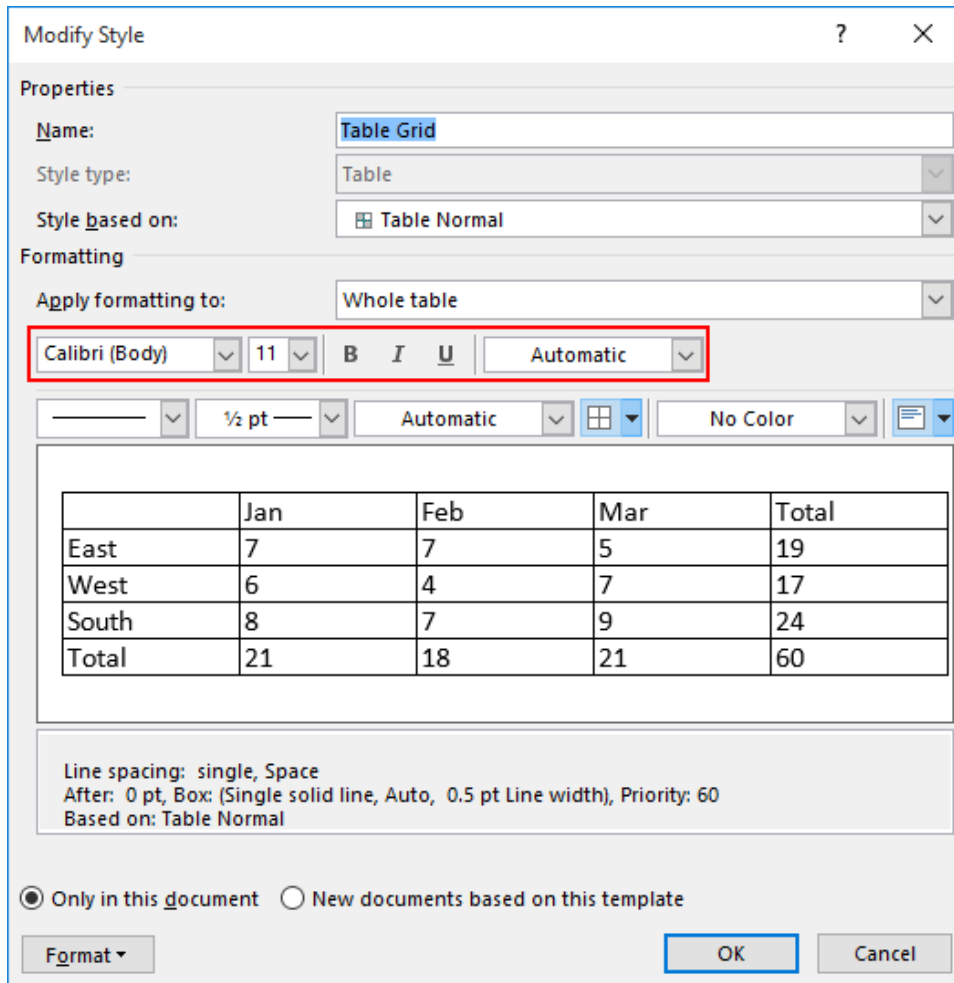 Modify Style ?
Properties
Name: Table Grid
Style type: Table
Style based on: Table Normal
Formatting
Apply formatting to: Whole table
Calibri (Body) 11 B I U Automatic
½ pt Automatic No Color
Jan Feb Mar Total
East 7 7 5 19
West 6 4 7 17
South 8 7 9 24
Total 21 18 21 60
Line spacing: single, Space
After: 0 pt, Box: (Single solid line, Auto, 0.5 pt Line width), Priority: 60
Based on: Table Normal
Only in this document New documents based on this template
Format OK Cancel